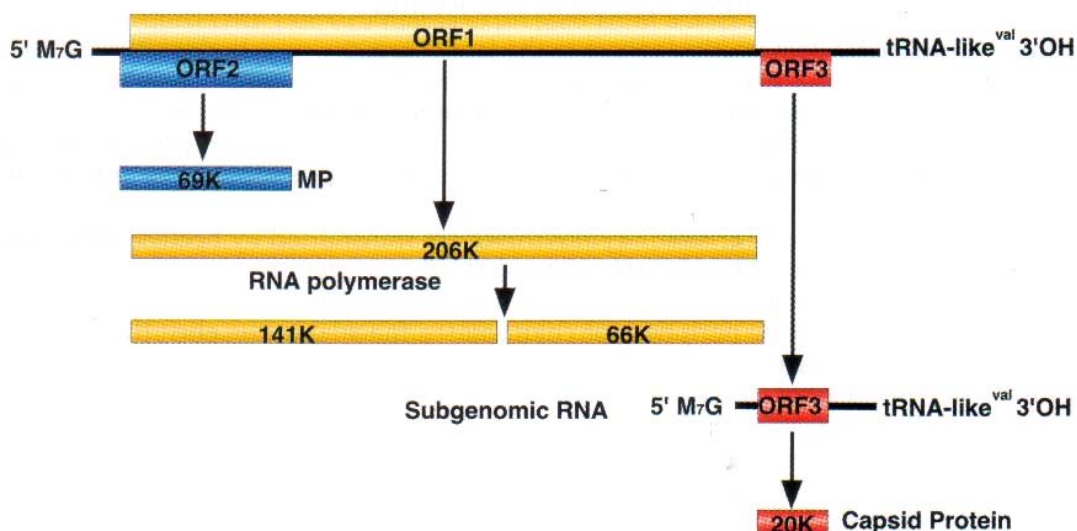 ORF1
5' M7G tRNA-like val 3'OH
ORF2 ORF3
69K MP
206K
RNA polymerase
141K 66K
Subgenomic RNA 5' M7G ORF3 tRNA-like val 3'OH
20K Capsid Protein